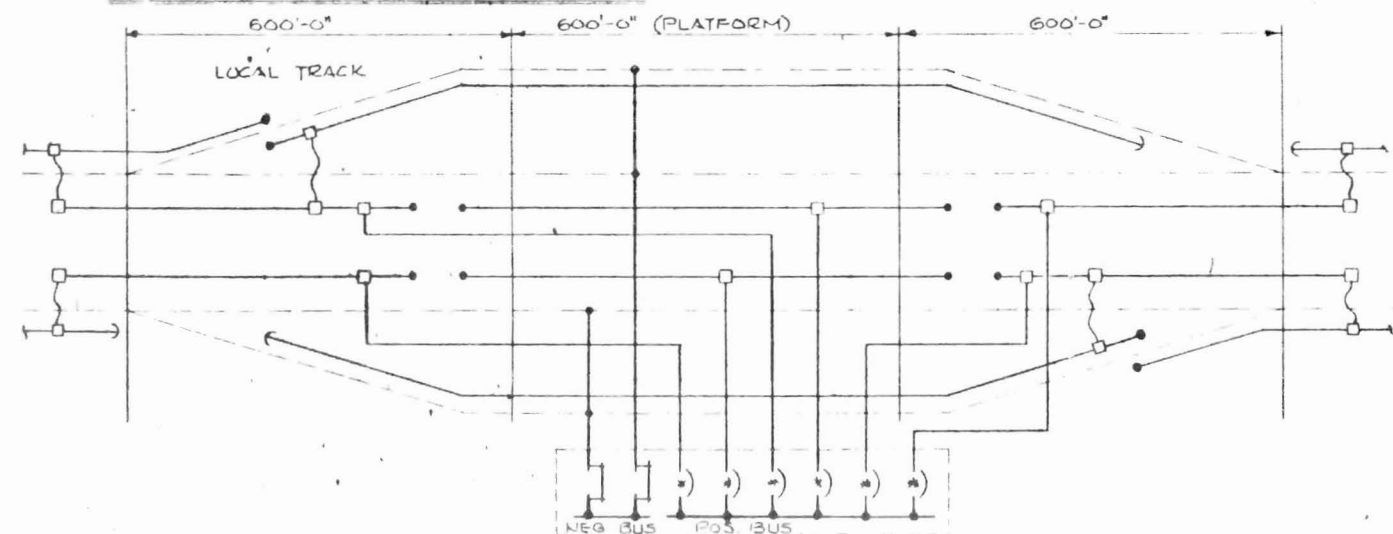 600'-0" 600'-0" (PLATFORM) 600'-0"
LOCAL TRACK
NEG BUS POS. BUS